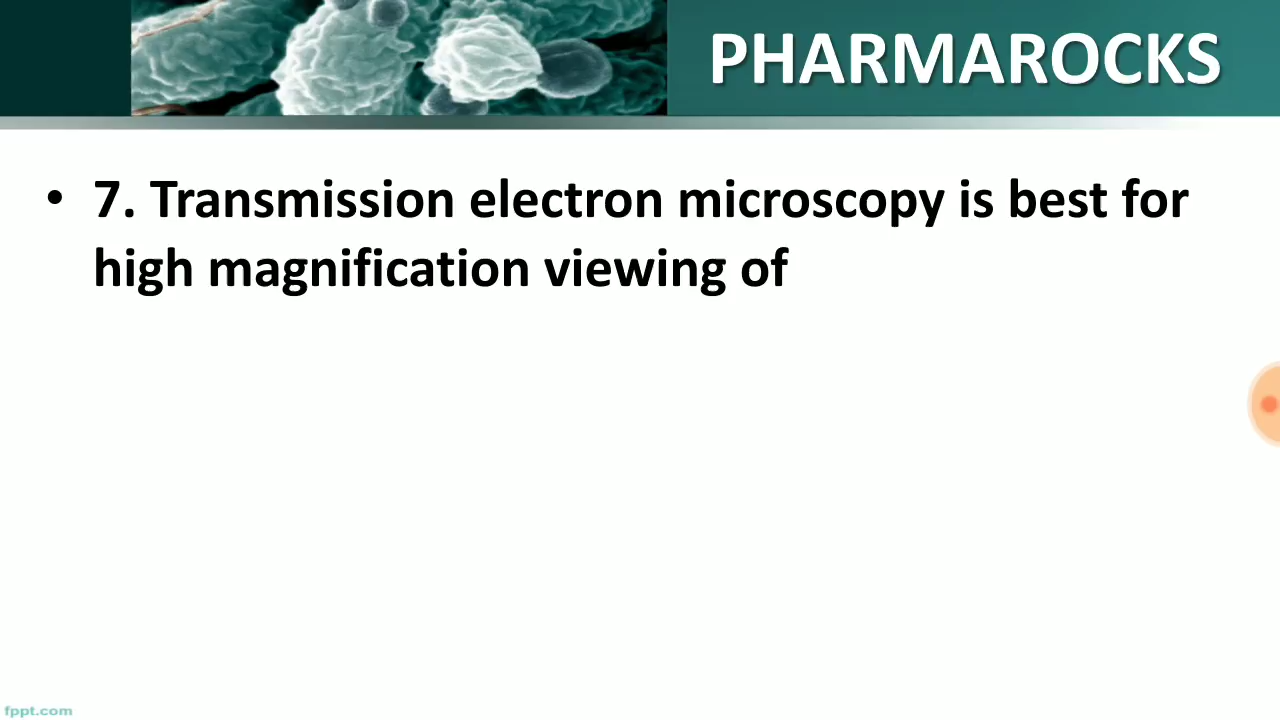 PHARMAROCKS
• 7. Transmission electron microscopy is best for
high magnification viewing of
fppt.com